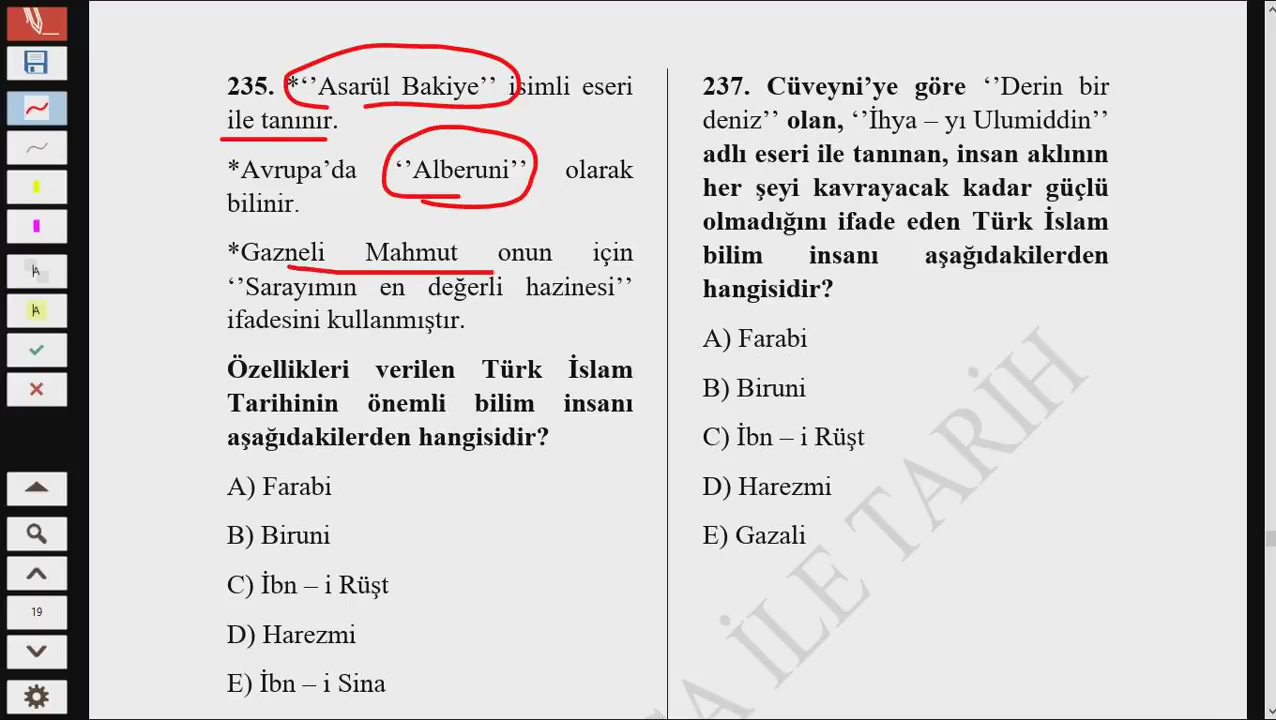 235. *‘’Asarül Bakiye’’ isimli eseri
ile tanınır.
*Avrupa’da ‘’Alberuni’’ olarak
bilinir.
*Gazneli Mahmut onun için
‘’Sarayımın en değerli hazinesi’’
ifadesini kullanmıştır.
Özellikleri verilen Türk İslam
Tarihinin önemli bilim insanı
aşağıdakilerden hangisidir?
A) Farabi
B) Biruni
C) İbn – i Rüşt
D) Harezmi
E) İbn – i Sina
237. Cüveyni’ye göre ‘’Derin bir
deniz’’ olan, ‘’İhya – yı Ulumiddin’’
adlı eseri ile tanınan, insan aklının
her şeyi kavrayacak kadar güçlü
olmadığını ifade eden Türk İslam
bilim insanı aşağıdakilerden
hangisidir?
A) Farabi
B) Biruni
C) İbn – i Rüşt
D) Harezmi
E) Gazali
A İLE TARİH
19